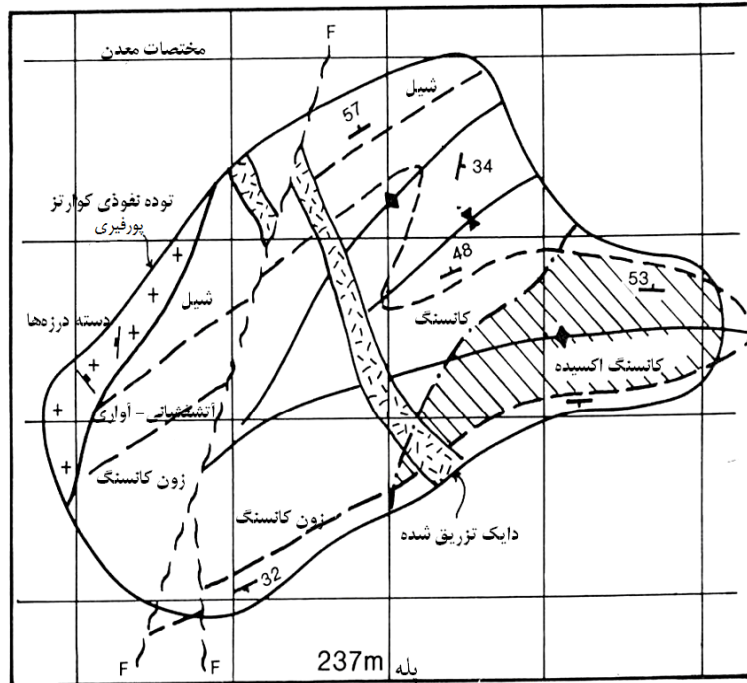 مختصات معدن
F
شیل
57
34
توده نفوذی کوارتز
پورفیری
48
53
شیل
کانسنگ
دسته درزه‌ها
کانسنگ اکسیده
آتشفشانی - آواری
زون کانسنگ
زون کانسنگ
دایک تزریق شده
32
F
F
پله 237m